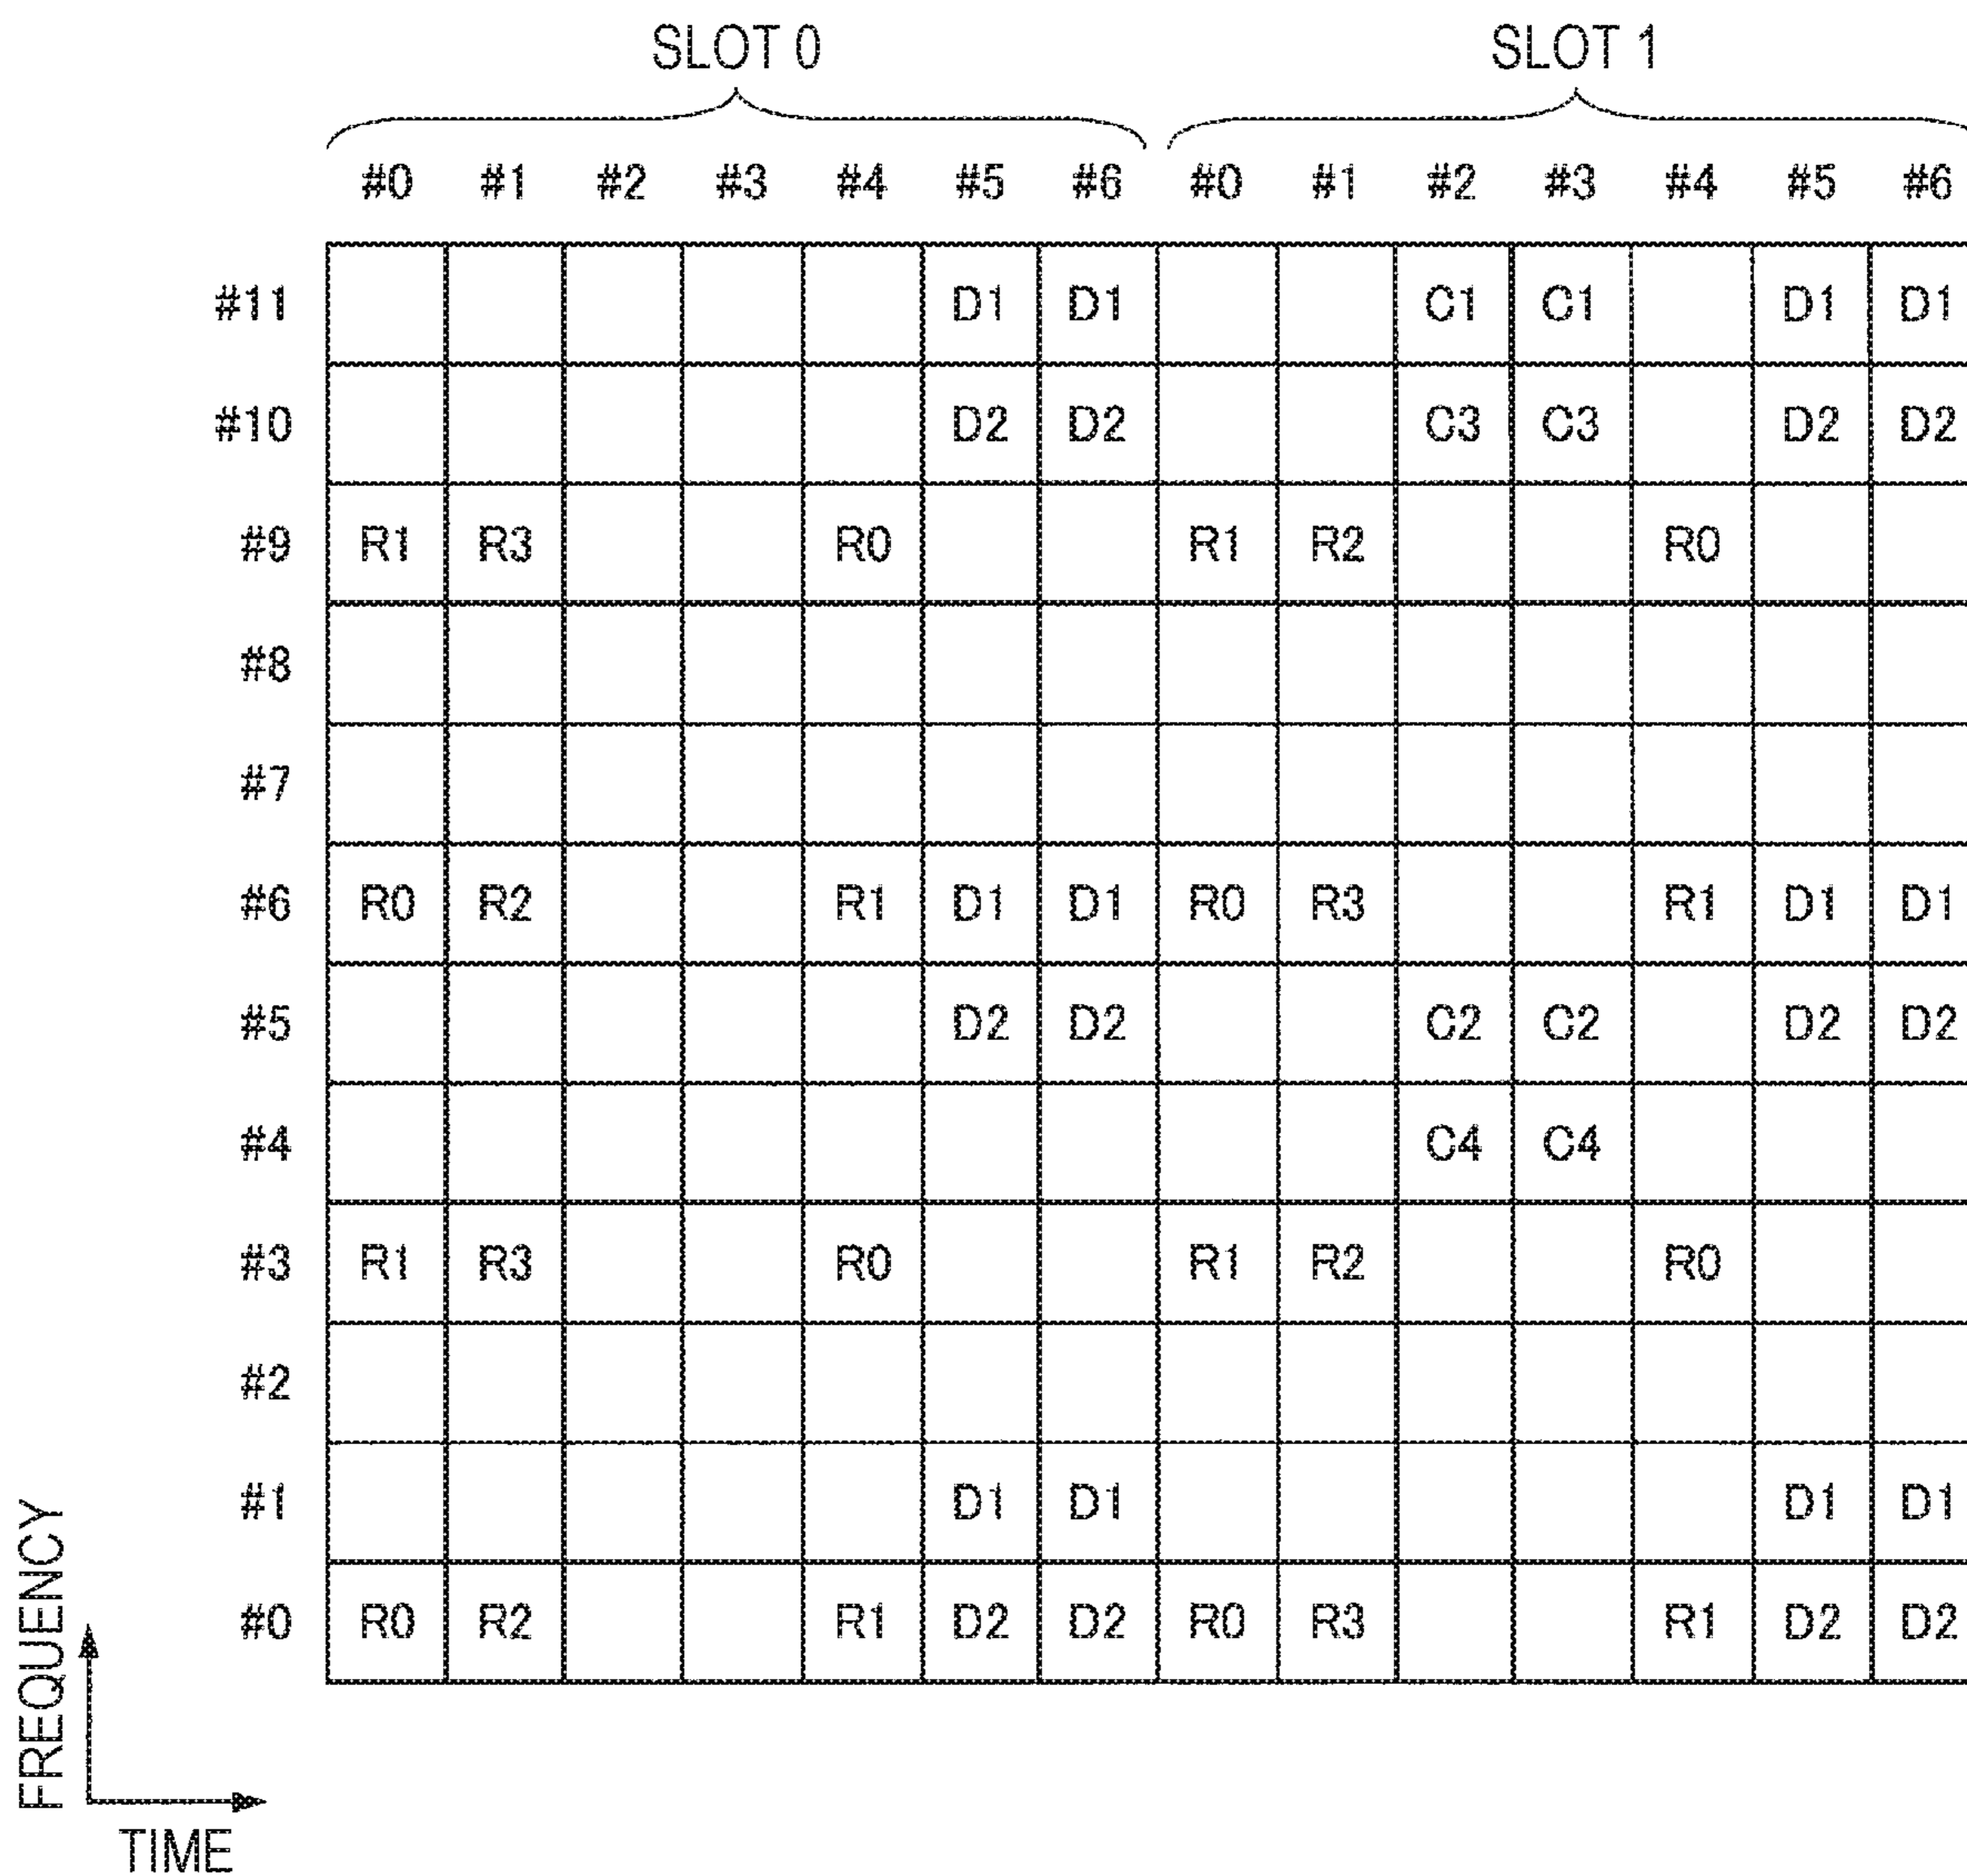 SLOT 0 SLOT 1
#0 #1 #2 #3 #4 #5 #6 #0 #1 #2 #3 #4 #5 #6
#11 D1 D1 C1 C1 D1 D1
#10 D2 D2 C3 C3 D2 D2
#9 R1 R3 R0 R1 R2 R0
#8
#7
#6 R0 R2 R1 D1 D1 R0 R3 R1 D1 D1
#5 D2 D2 C2 C2 D2 D2
#4 C4 C4
#3 R1 R3 R0 R1 R2 R0
#2
#1 D1 D1 D1 D1
#0 R0 R2 R1 D2 D2 R0 R3 R1 D2 D2
FREQUENCY
TIME